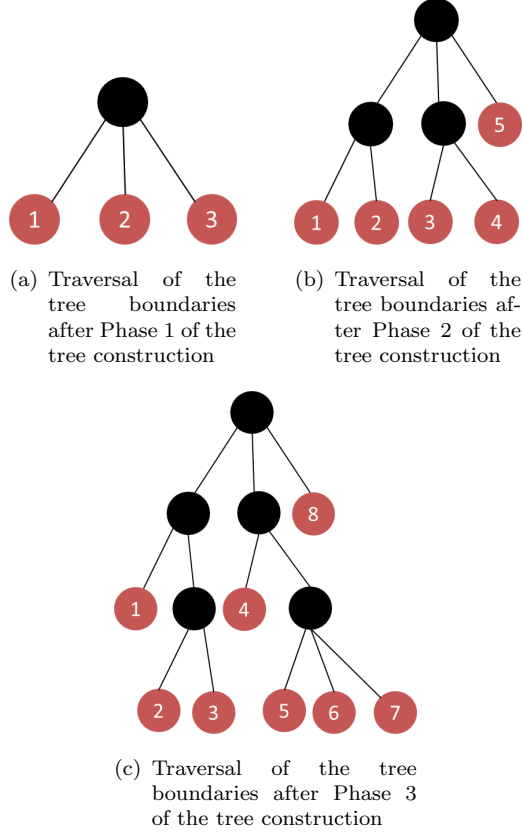 1 2 3
5
1 2 3 4
(a) Traversal of the
tree boundaries
after Phase 1 of the
tree construction
(b) Traversal of the
tree boundaries af-
ter Phase 2 of the
tree construction
8
1 4
2 3 5 6 7
(c) Traversal of the tree
boundaries after Phase 3
of the tree construction